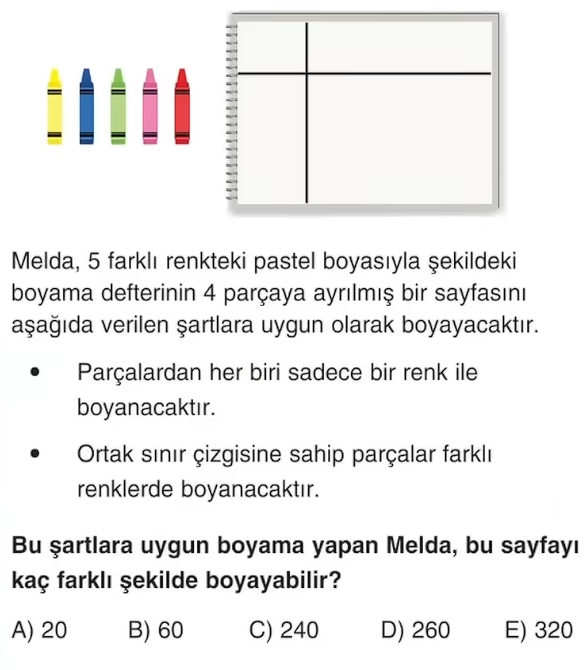 Melda, 5 farklı renkteki pastel boyasıyla şekildeki
boyama defterinin 4 parçaya ayrılmış bir sayfasını
aşağıda verilen şartlara uygun olarak boyayacaktır.
• Parçalardan her biri sadece bir renk ile
boyanacaktır.
• Ortak sınır çizgisine sahip parçalar farklı
renklerde boyanacaktır.
Bu şartlara uygun boyama yapan Melda, bu sayfayı
kaç farklı şekilde boyayabilir?
A) 20 B) 60 C) 240 D) 260 E) 320